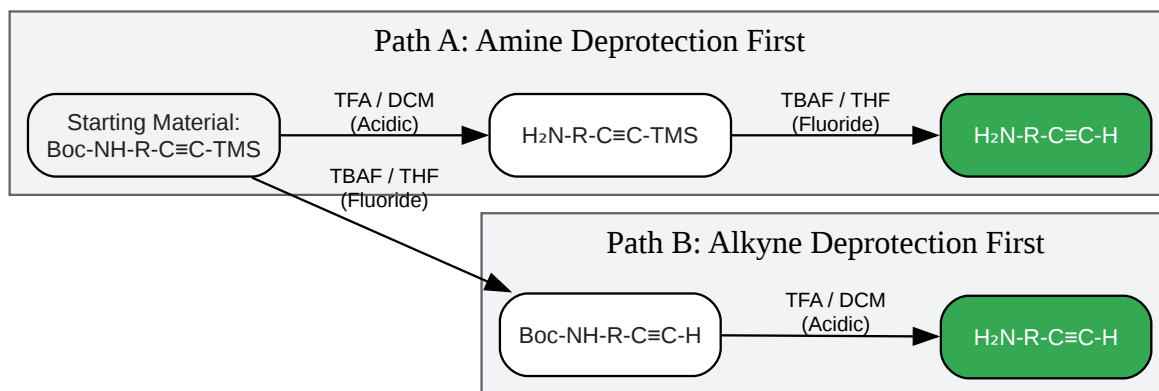 Path A: Amine Deprotection First
Starting Material:
Boc-NH-R-C≡C-TMS
TFA / DCM
(Acidic)
H₂N-R-C≡C-TMS
TBAF / THF
(Fluoride)
H₂N-R-C≡C-H
TBAF / THF
(Fluoride)
Path B: Alkyne Deprotection First
Boc-NH-R-C≡C-H
TFA / DCM
(Acidic)
H₂N-R-C≡C-H